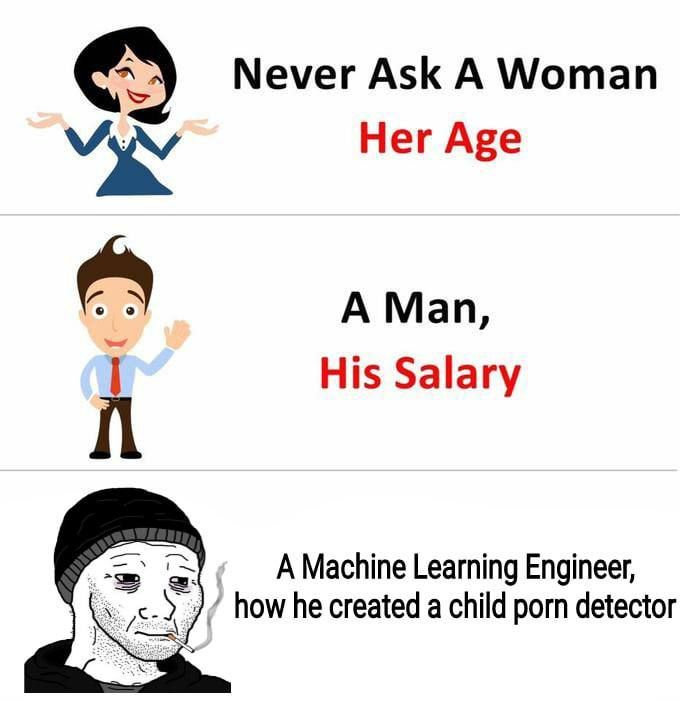 Never Ask A Woman
Her Age
A Man,
His Salary
A Machine Learning Engineer,
how he created a child porn detector